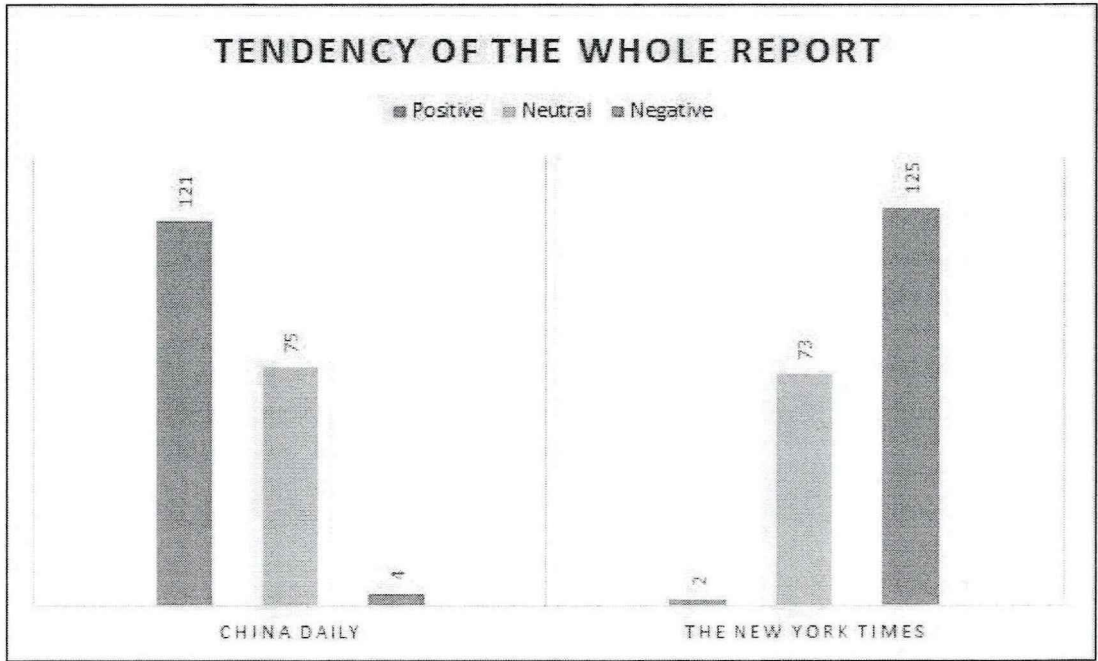 TENDENCY OF THE WHOLE REPORT
Positive Neutral Negative
121
75
4
2
73
125
CHINA DAILY
THE NEW YORK TIMES